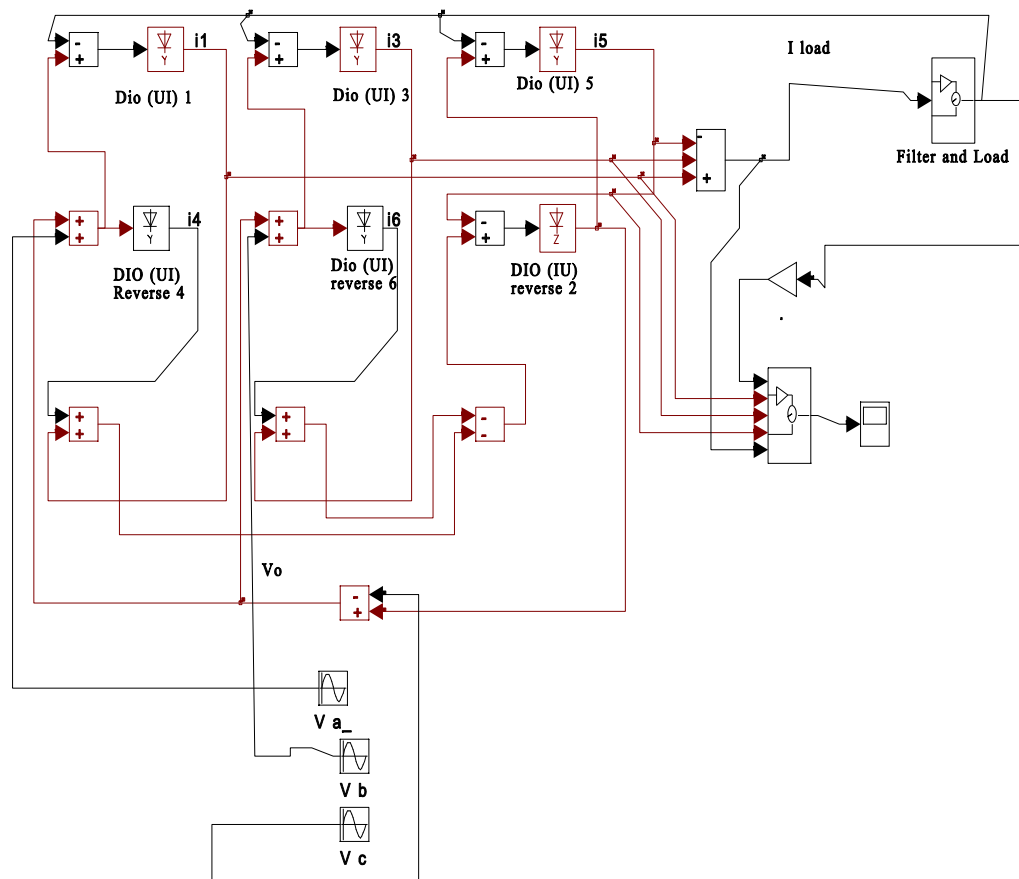 i1
i3
i5
Dio (UI) 1
Dio (UI) 3
Dio (UI) 5
I load
Filter and Load
i4
i6
DIO (UI)
Reverse 4
Dio (UI)
reverse 6
DIO (IU)
reverse 2
.
Vo
V a_
V b
V c
Y
Y
Y
Y
Y
Z
-
+
-
+
-
+
-
+
+
+
+
+
-
+
+
+
+
+
-
-
-
+